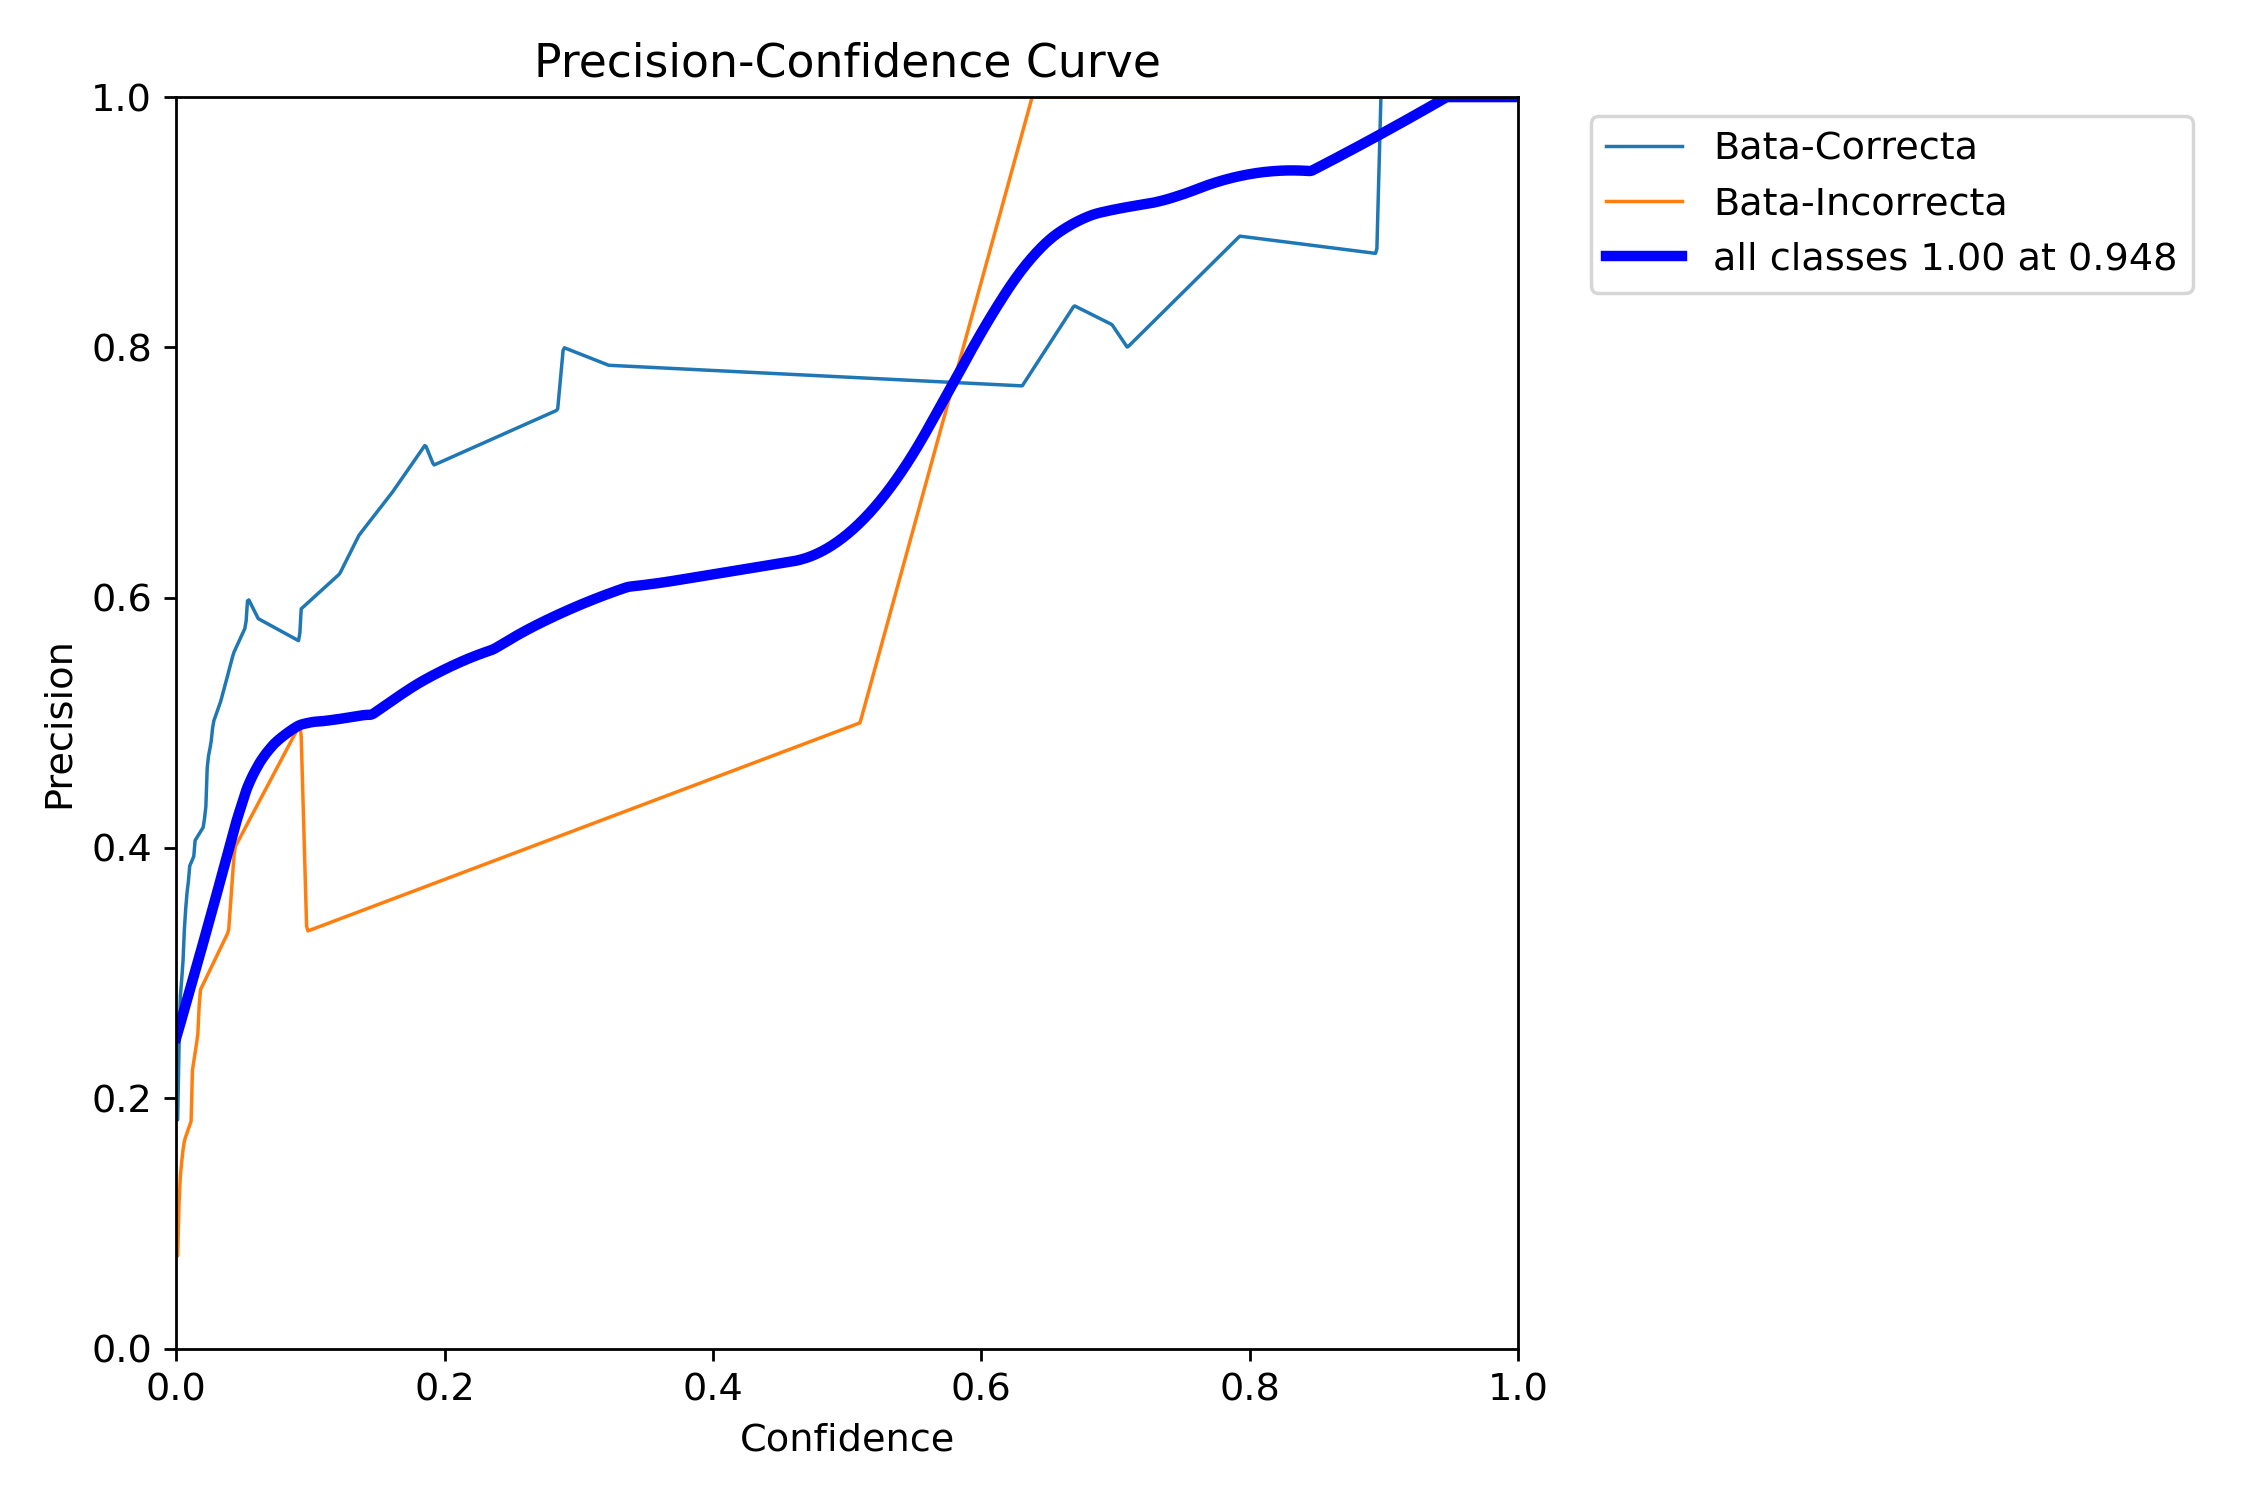 Precision-Confidence Curve
1.0
0.8
0.6
0.4
0.2
0.0
Precision
0.0 0.2 0.4 0.6 0.8 1.0
Confidence
Bata-Correcta
Bata-Incorrecta
all classes 1.00 at 0.948